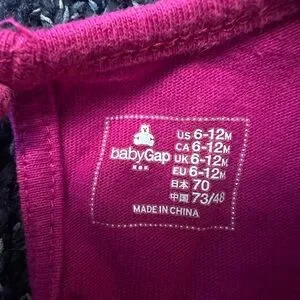 babyGap
US 6-12M
CA 6-12M
UK 6-12M
EU 6-12M
日本 70
中国 73/48
MADE IN CHINA